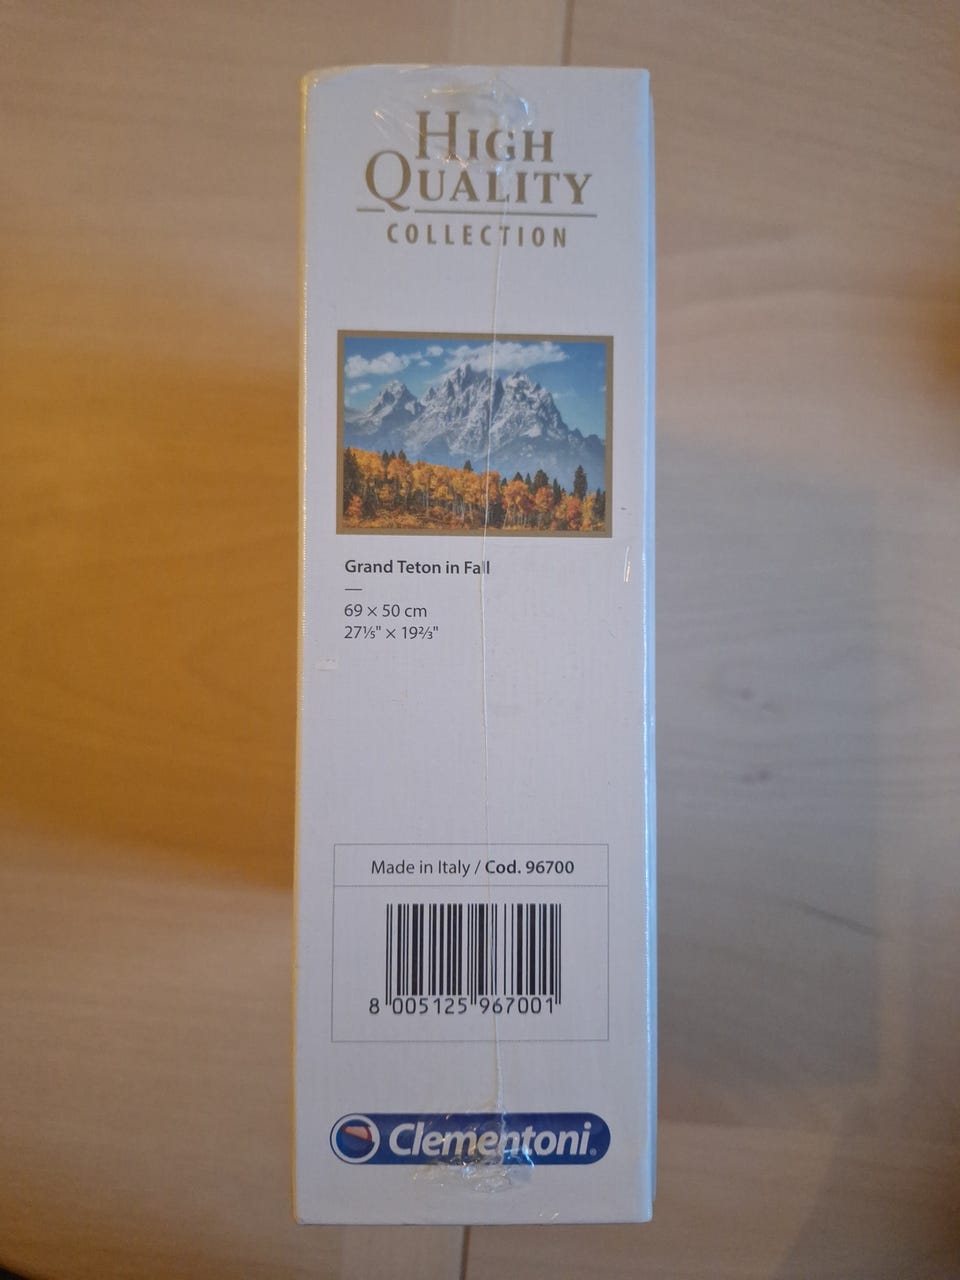 HIGH
QUALITY
COLLECTION
Grand Teton in Fall
69 × 50 cm
27⅕" × 19⅔"
Made in Italy / Cod. 96700
8 005125 967001
Clementoni®